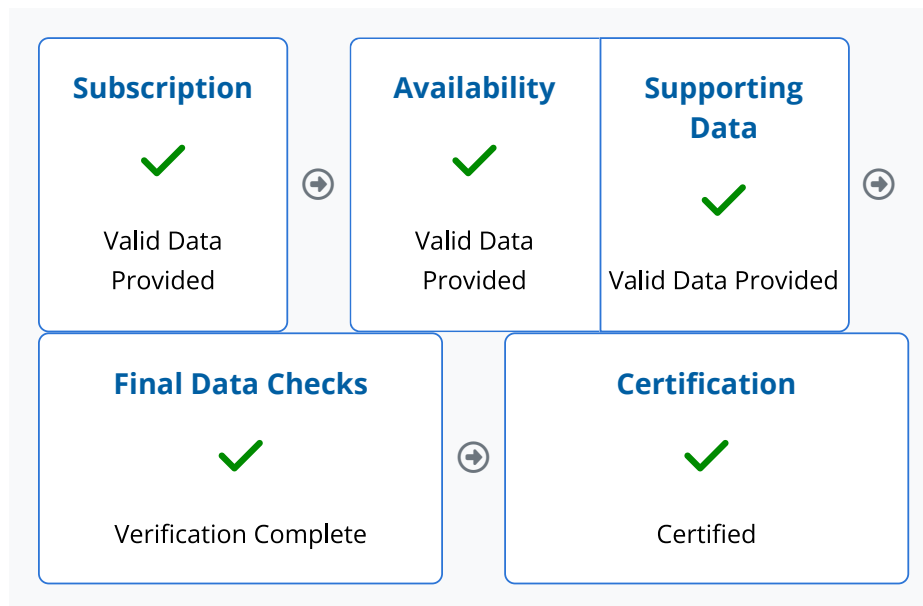 Subscription
Valid Data
Provided
Availability
Valid Data
Provided
Supporting
Data
Valid Data Provided
Final Data Checks
Verification Complete
Certification
Certified